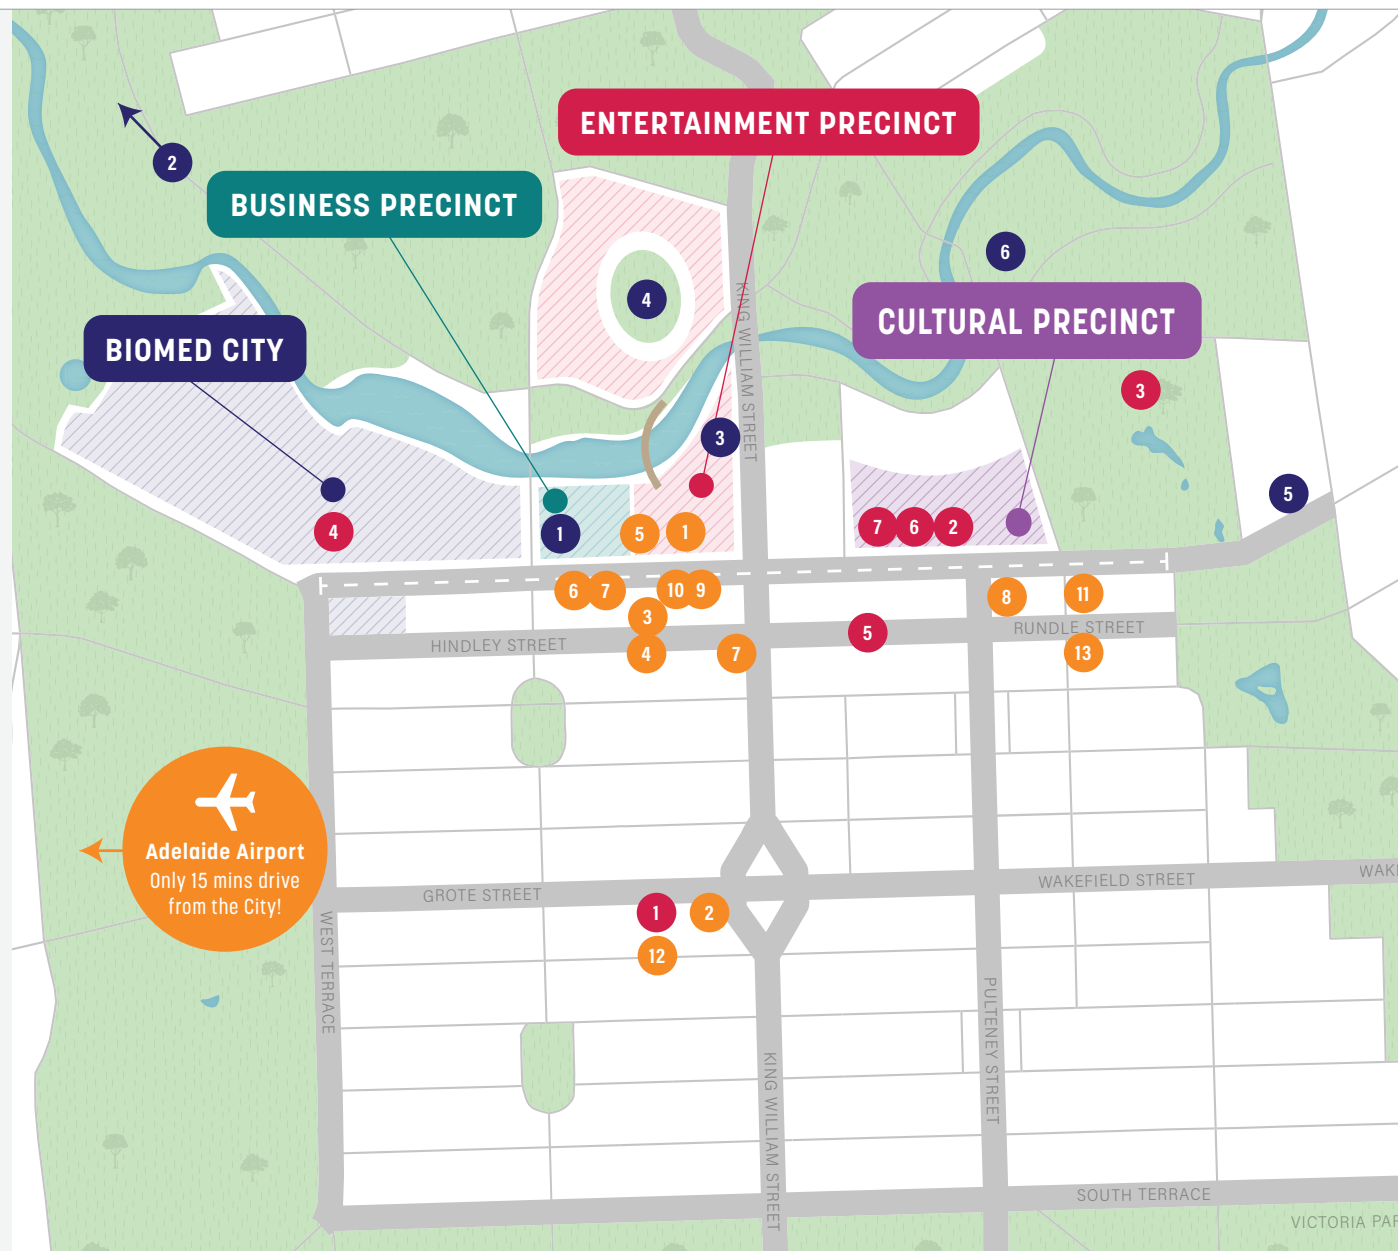 ENTERTAINMENT PRECINCT
2
BUSINESS PRECINCT
6
4
KING WILLIAM STREET
CULTURAL PRECINCT
BIOMED CITY
3
3
5
4
1
5
1
7
6
2
6
7
10
9
8
11
3
HINDLEY STREET
5
RUNDLE STREET
4
7
13
Adelaide Airport
Only 15 mins drive
from the City!
GROTE STREET
WAKEFIELD STREET
WAKE
1
2
12
WEST TERRACE
PULTENEY STREET
KING WILLIAM STREET
SOUTH TERRACE
VICTORIA PAR